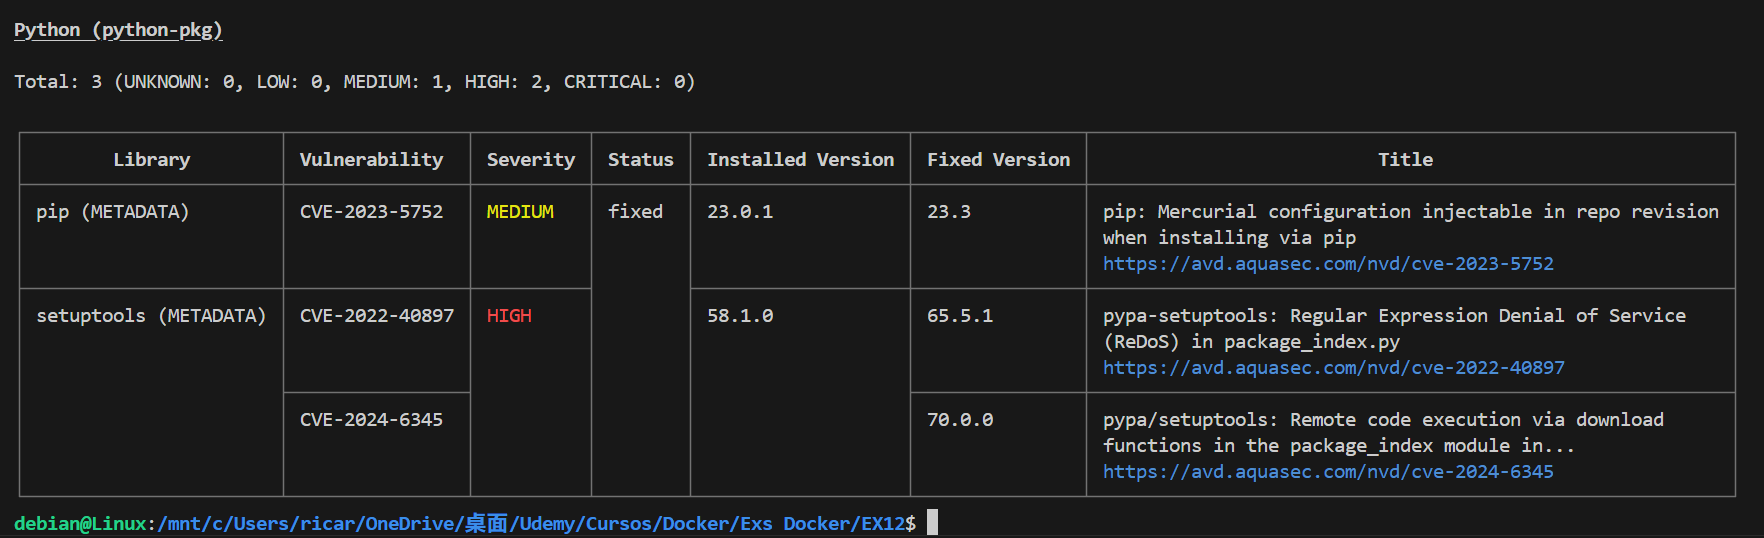 Python (python-pkg)
Total: 3 (UNKNOWN: 0, LOW: 0, MEDIUM: 1, HIGH: 2, CRITICAL: 0)
Library Vulnerability Severity Status Installed Version Fixed Version Title
pip (METADATA) CVE-2023-5752 MEDIUM fixed 23.0.1 23.3 pip: Mercurial configuration injectable in repo revision
when installing via pip
https://avd.aquasec.com/nvd/cve-2023-5752
setuptools (METADATA) CVE-2022-40897 HIGH 58.1.0 65.5.1 pypa-setuptools: Regular Expression Denial of Service
(ReDoS) in package_index.py
https://avd.aquasec.com/nvd/cve-2022-40897
CVE-2024-6345 70.0.0 pypa/setuptools: Remote code execution via download
functions in the package_index module in...
https://avd.aquasec.com/nvd/cve-2024-6345
debian@Linux:/mnt/c/Users/ricar/OneDrive/桌面/Udemy/Cursos/Docker/Exs Docker/EX12$